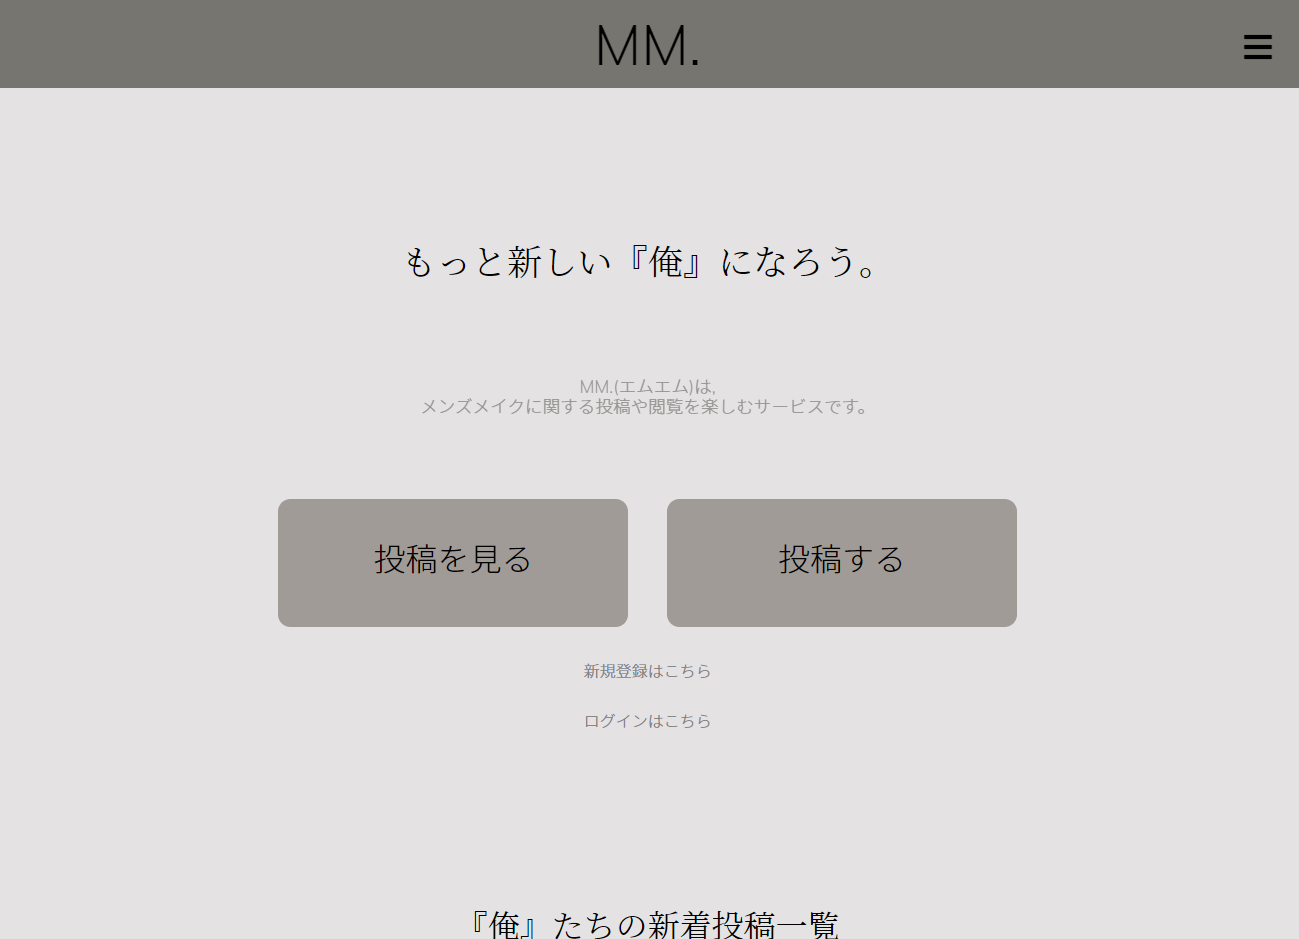 MM.
もっと新しい『俺』になろう。
MM.(エムエム)は,
メンズメイクに関する投稿や閲覧を楽しむサービスです。
投稿を見る
投稿する
新規登録はこちら
ログインはこちら
『俺』たちの新着投稿一覧